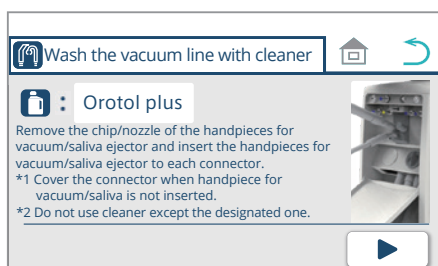 Wash the vacuum line with cleaner
: Orotol plus
Remove the chip/nozzle of the handpieces for
vacuum/saliva ejector and insert the handpieces for
vacuum/saliva ejector to each connector.
*1 Cover the connector when handpiece for
vacuum/saliva is not inserted.
*2 Do not use cleaner except the designated one.